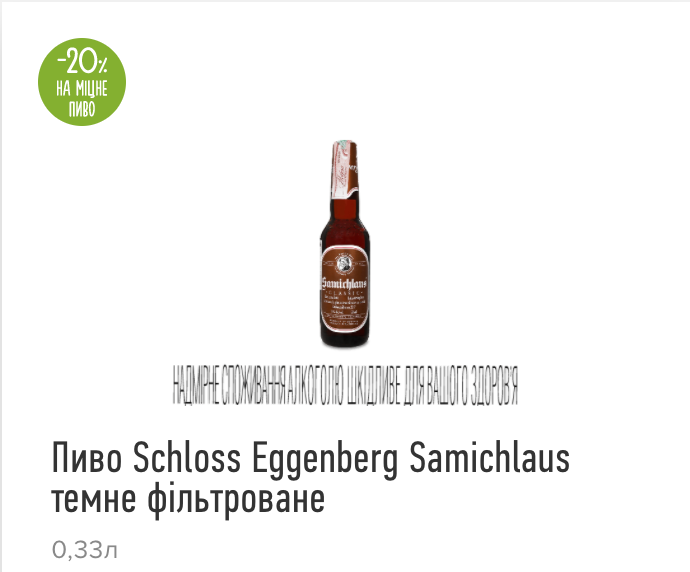 -20%
НА МІЦНЕ
ПИВО
Samichlaus
CLASSIC
НАДМІРНЕ СПОЖИВАННЯ АЛКОГОЛЮ ШКІДЛИВЕ ДЛЯ ВАШОГО ЗДОРОВ'Я
Пиво Schloss Eggenberg Samichlaus
темне фільтроване
0,33л